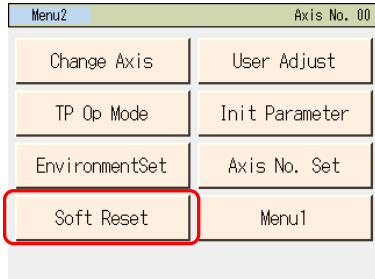 Menu2 Axis No. 00
Change Axis User Adjust
TP Op Mode Init Parameter
EnvironmentSet Axis No. Set
Soft Reset Menu1